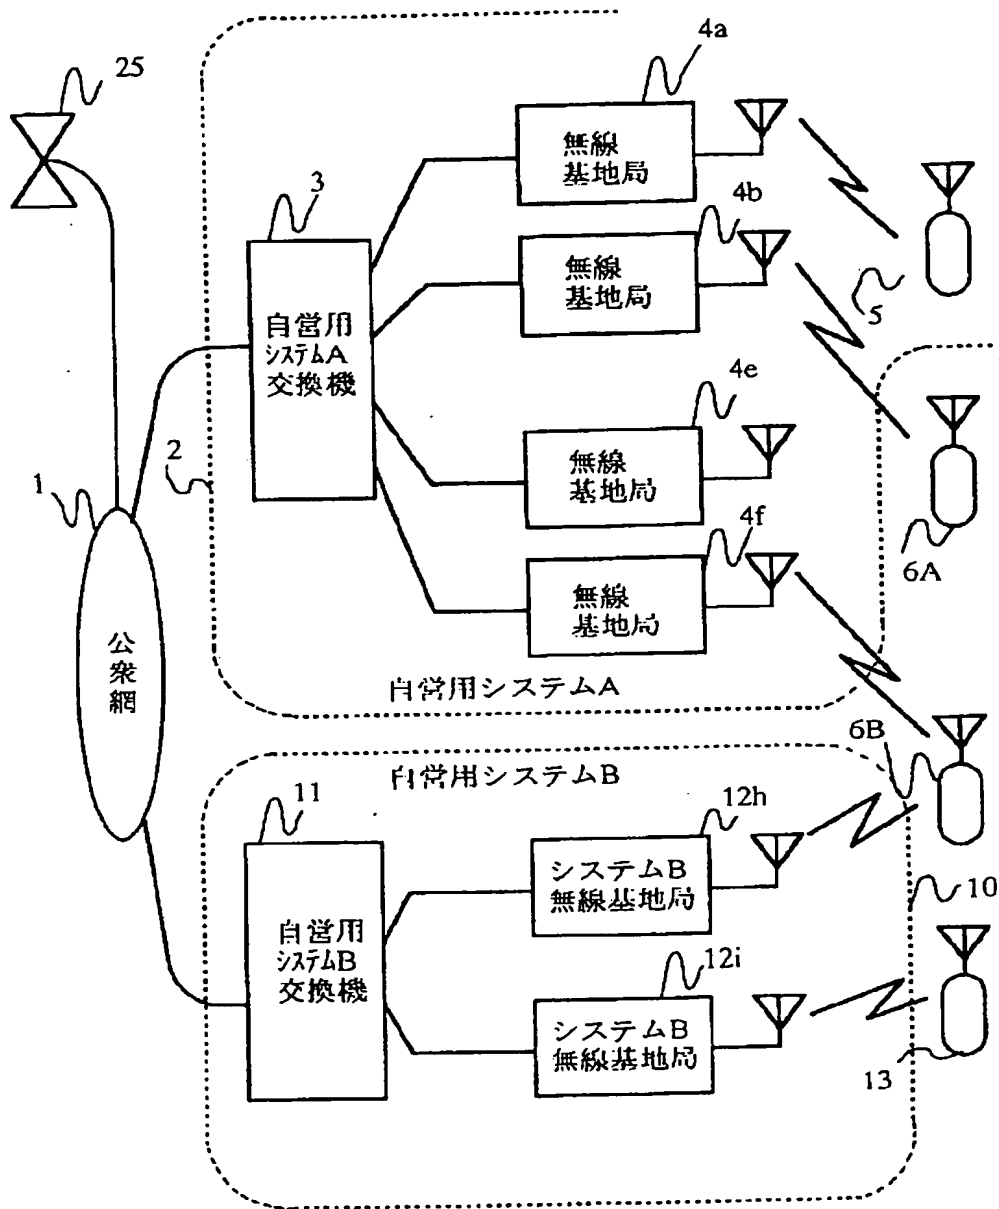 4a
25
無線
基地局
3
4b
無線
基地局
5
自営用
システムA
交換機
4e
2
無線
基地局
1
4f
6A
無線
基地局
公衆網
自営用システムA
6B
自営用システムB
11
12h
システムB
無線基地局
10
自営用
システムB
交換機
12i
システムB
無線基地局
13